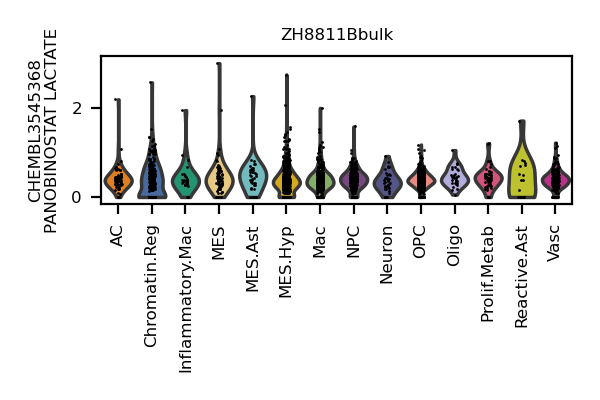 ZH8811Bbulk
CHEMBL3545368
PANOBINOSTAT LACTATE
2
0
AC
Chromatin.Reg
Inflammatory.Mac
MES
MES.Ast
MES.Hyp
Mac
NPC
Neuron
OPC
Oligo
Prolif.Metab
Reactive.Ast
Vasc